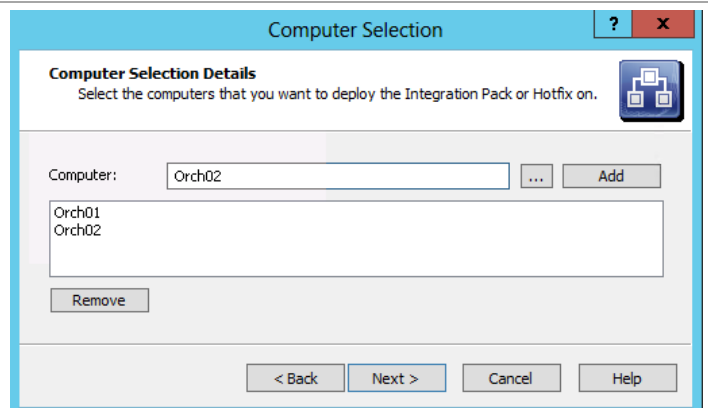 Computer Selection
?
x
Computer Selection Details
Select the computers that you want to deploy the Integration Pack or Hotfix on.
Computer:
Orch02
...
Add
Orch01
Orch02
Remove
< Back
Next >
Cancel
Help